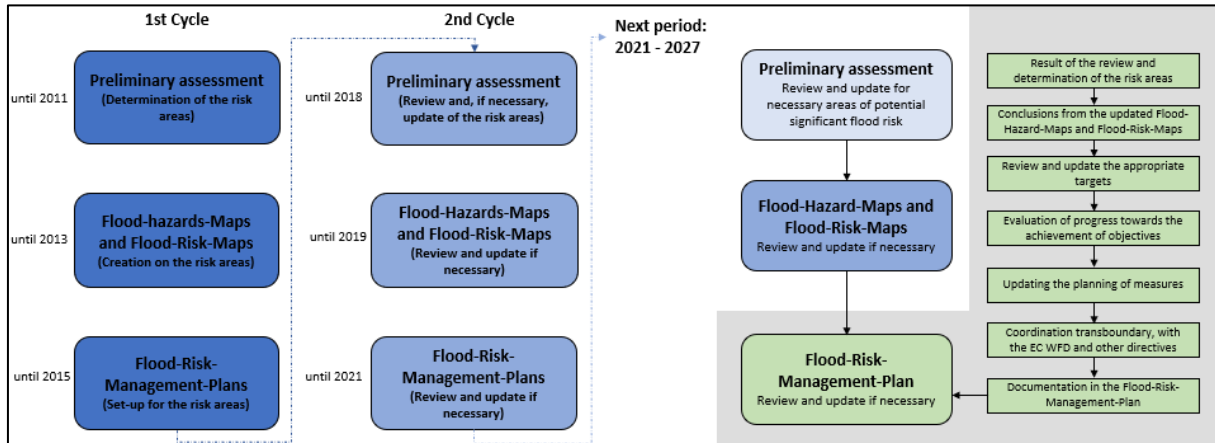 1st Cycle
until 2011
Preliminary assessment
(Determination of the risk
areas)
until 2013
Flood-hazards-Maps
and Flood-Risk-Maps
(Creation on the risk areas)
until 2015
Flood-Risk-
Management-Plans
(Set-up for the risk areas)
2nd Cycle
until 2018
Preliminary assessment
(Review and, if necessary,
update of the risk areas)
until 2019
Flood-Hazards-Maps
and Flood-Risk-Maps
(Review and update if
necessary)
until 2021
Flood-Risk-
Management-Plans
(Review and update if
necessary)
Next period:
2021 - 2027
Preliminary assessment
Review and update for
necessary areas of potential
significant flood risk
Flood-Hazard-Maps and
Flood-Risk-Maps
Review and update if necessary
Flood-Risk-
Management-Plan
Review and update if necessary
Result of the review and
determination of the risk areas
Conclusions from the updated Flood-
Hazard-Maps and Flood-Risk-Maps
Review and update the appropriate
targets
Evaluation of progress towards the
achievement of objectives
Updating the planning of measures
Coordination transboundary, with
the EC WFD and other directives
Documentation in the Flood-Risk-
Management-Plan